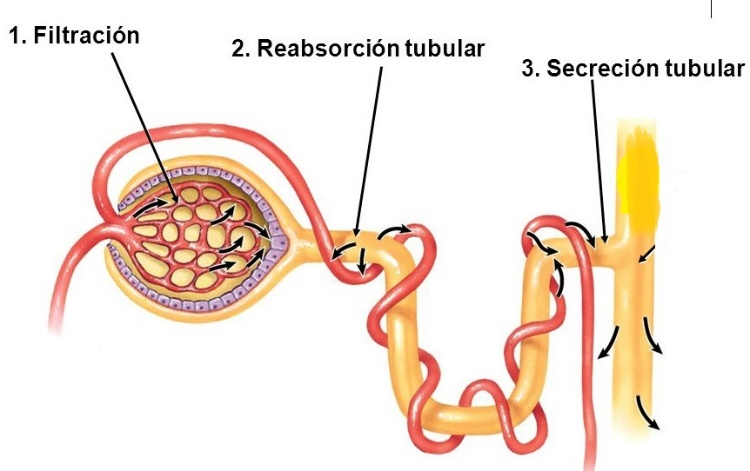 1. Filtración
2. Reabsorción tubular
3. Secreción tubular